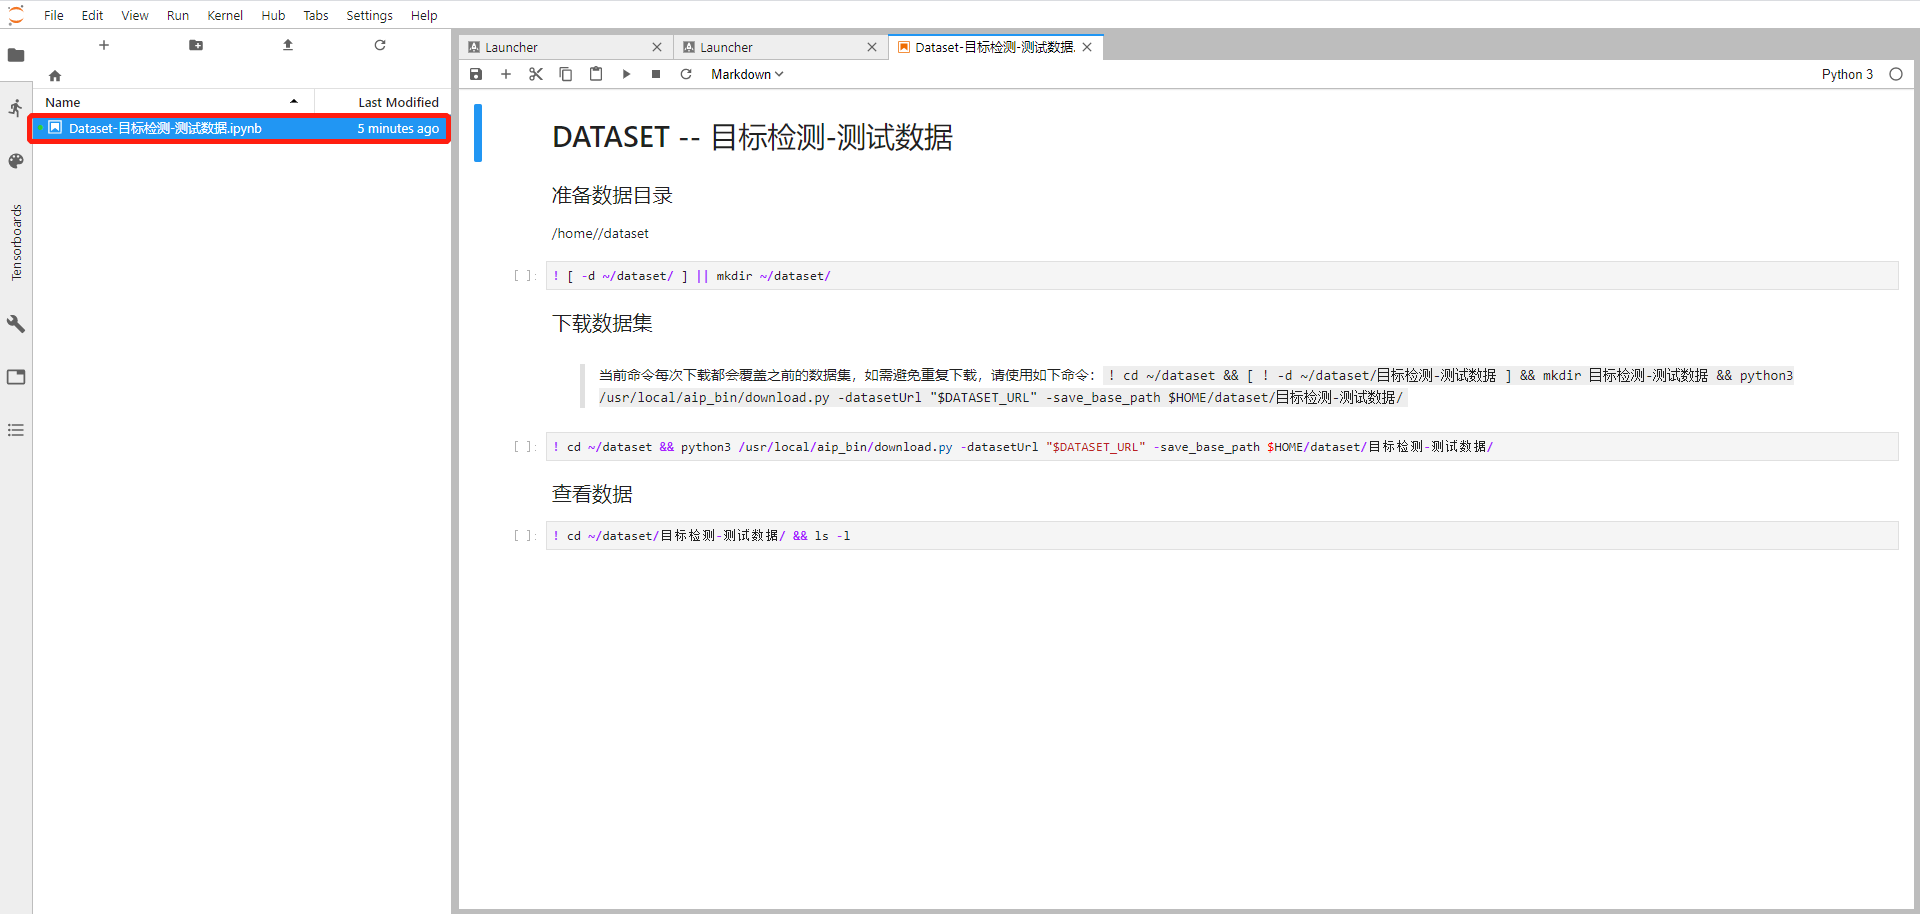 File Edit View Run Kernel Hub Tabs Settings Help
Name Last Modified
Dataset-目标检测-测试数据.ipynb 5 minutes ago
Tensorboards
Launcher Launcher Dataset-目标检测-测试数据.
Markdown Python 3
DATASET -- 目标检测-测试数据
准备数据目录
/home//dataset
[ ]: ! [ -d ~/dataset/ ] || mkdir ~/dataset/
下载数据集
当前命令每次下载都会覆盖之前的数据集，如需避免重复下载，请使用如下命令： ! cd ~/dataset && [ ! -d ~/dataset/目标检测-测试数据 ] && mkdir 目标检测-测试数据 && python3
/usr/local/aip_bin/download.py -datasetUrl "$DATASET_URL" -save_base_path $HOME/dataset/目标检测-测试数据/
[ ]: ! cd ~/dataset && python3 /usr/local/aip_bin/download.py -datasetUrl "$DATASET_URL" -save_base_path $HOME/dataset/目标检测-测试数据/
查看数据
[ ]: ! cd ~/dataset/目标检测-测试数据/ && ls -l